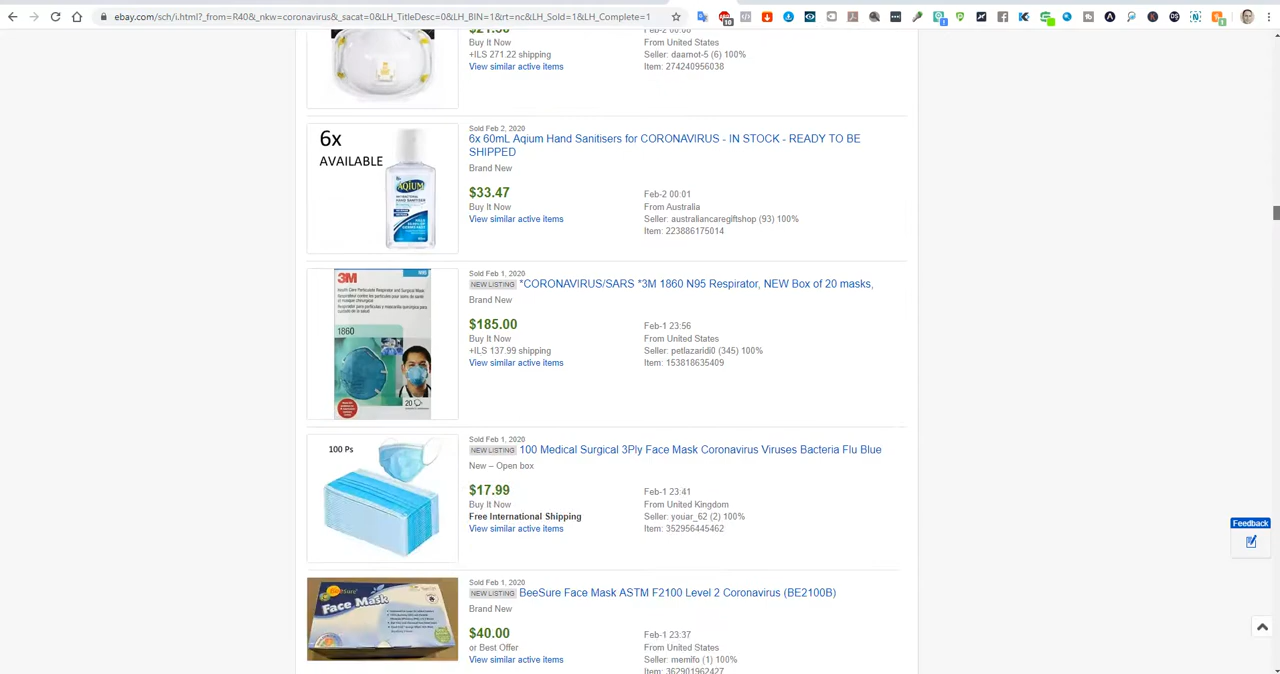 ebay.com/sch/i.html?_from=R40&_nkw=coronavirus&_sacat=0&LH_TitleDesc=0&LH_BIN=1&rt=nc&LH_Sold=1&LH_Complete=1
Buy It Now
From United States
+ILS 271.22 shipping
Seller: daamot-5 (6) 100%
View similar active items
Item: 274240956038
6x
AVAILABLE
AQIUM
Sold Feb 2, 2020
6x 60mL Aqium Hand Sanitisers for CORONAVIRUS - IN STOCK - READY TO BE
SHIPPED
Brand New
$33.47
Feb-2 00:01
Buy It Now
From Australia
View similar active items
Seller: australiancaregiftshop (93) 100%
Item: 223886175014
3M
1860
20
Sold Feb 1, 2020
NEW LISTING *CORONAVIRUS/SARS *3M 1860 N95 Respirator, NEW Box of 20 masks,
Brand New
$185.00
Feb-1 23:56
Buy It Now
From United States
+ILS 137.99 shipping
Seller: petlazaridi0 (345) 100%
View similar active items
Item: 153818635409
100 Ps
Sold Feb 1, 2020
NEW LISTING 100 Medical Surgical 3Ply Face Mask Coronavirus Viruses Bacteria Flu Blue
New – Open box
$17.99
Feb-1 23:41
Buy It Now
From United Kingdom
Free International Shipping
Seller: youar_62 (2) 100%
View similar active items
Item: 352956445462
Feedback
BeeSure
Face Mask
Sold Feb 1, 2020
NEW LISTING BeeSure Face Mask ASTM F2100 Level 2 Coronavirus (BE2100B)
Brand New
$40.00
Feb-1 23:37
or Best Offer
From United States
View similar active items
Seller: memifo (1) 100%
Item: 362901962427